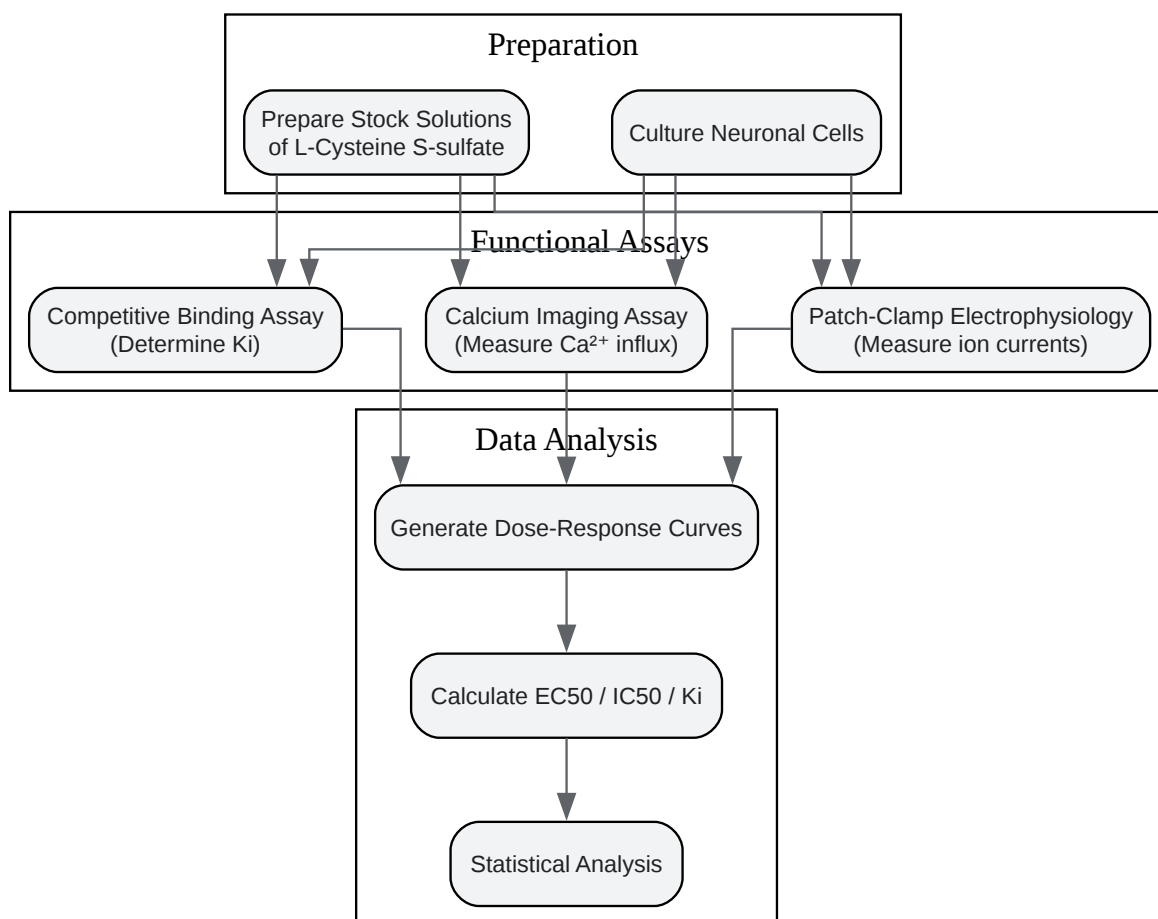 Preparation
Prepare Stock Solutions
of L-Cysteine S-sulfate
Culture Neuronal Cells
Functional Assays
Competitive Binding Assay
(Determine Ki)
Calcium Imaging Assay
(Measure Ca²⁺ influx)
Patch-Clamp Electrophysiology
(Measure ion currents)
Data Analysis
Generate Dose-Response Curves
Calculate EC50 / IC50 / Ki
Statistical Analysis